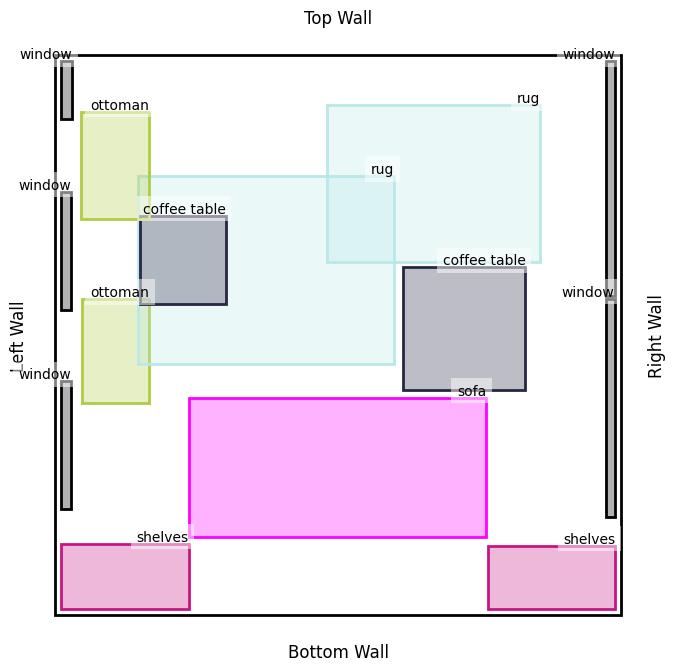 Top Wall
window
window
rug
ottoman
rug
window
coffee table
coffee table
ottoman
window
Left Wall
Right Wall
window
sofa
shelves
shelves
Bottom Wall